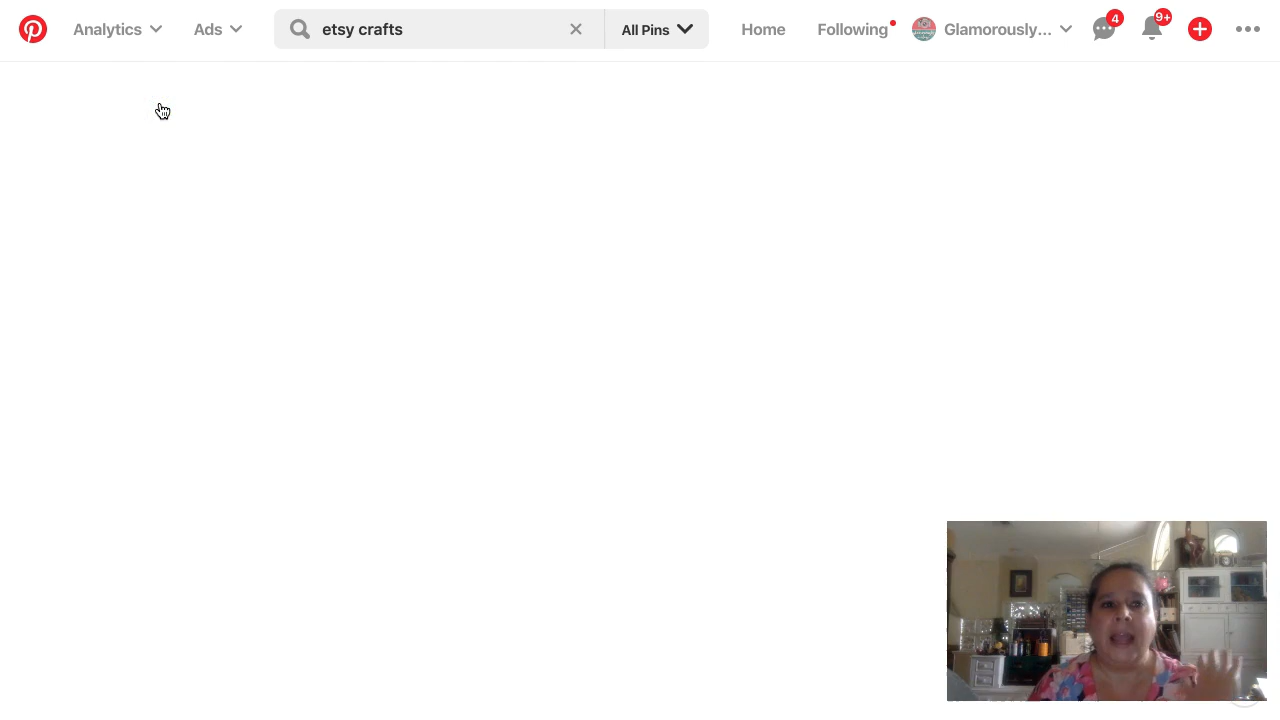 Analytics
Ads
etsy crafts
All Pins
Home
Following
Glamorously...
4
9+